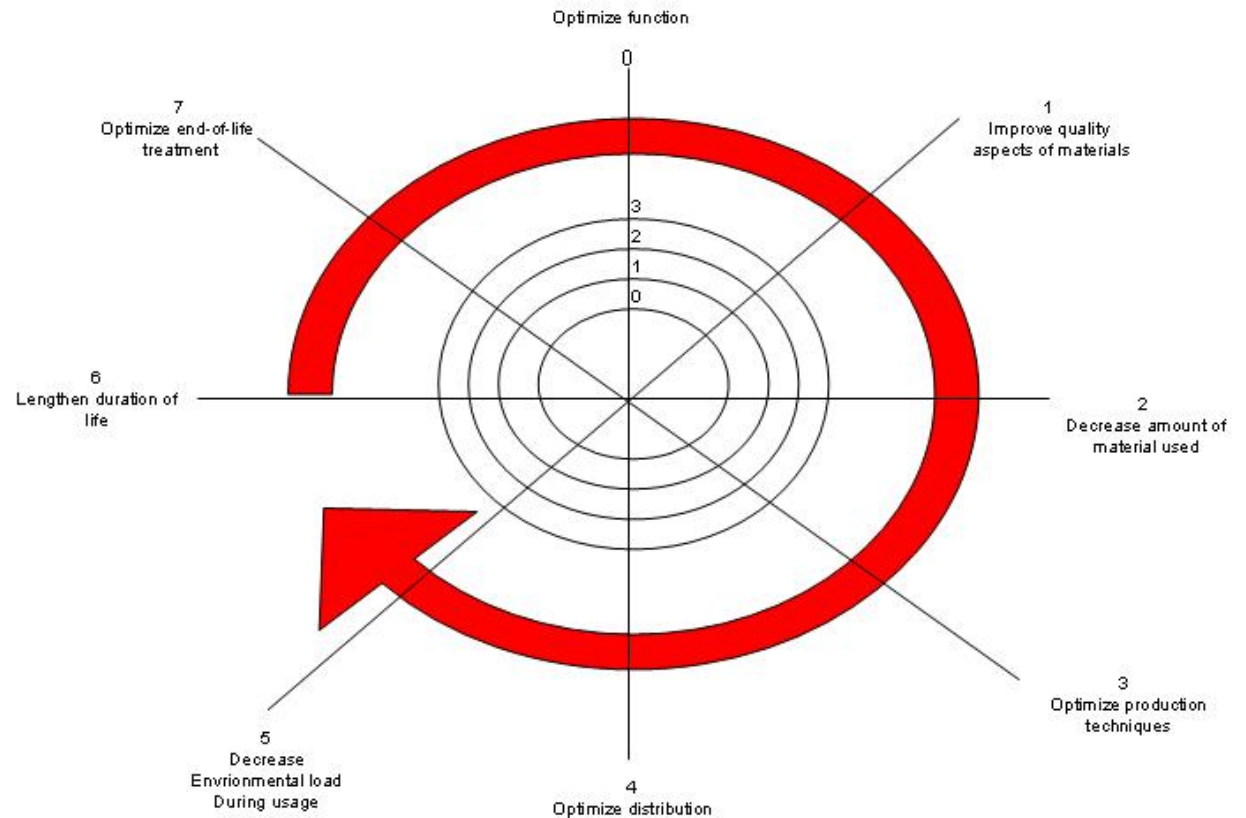 Optimize function
0
7
Optimize end-of-life
treatment
1
Improve quality
aspects of materials
3
2
1
0
6
Lengthen duration of
life
2
Decrease amount of
material used
3
Optimize production
techniques
5
Decrease
Envrionmental load
During usage
4
Optimize distribution